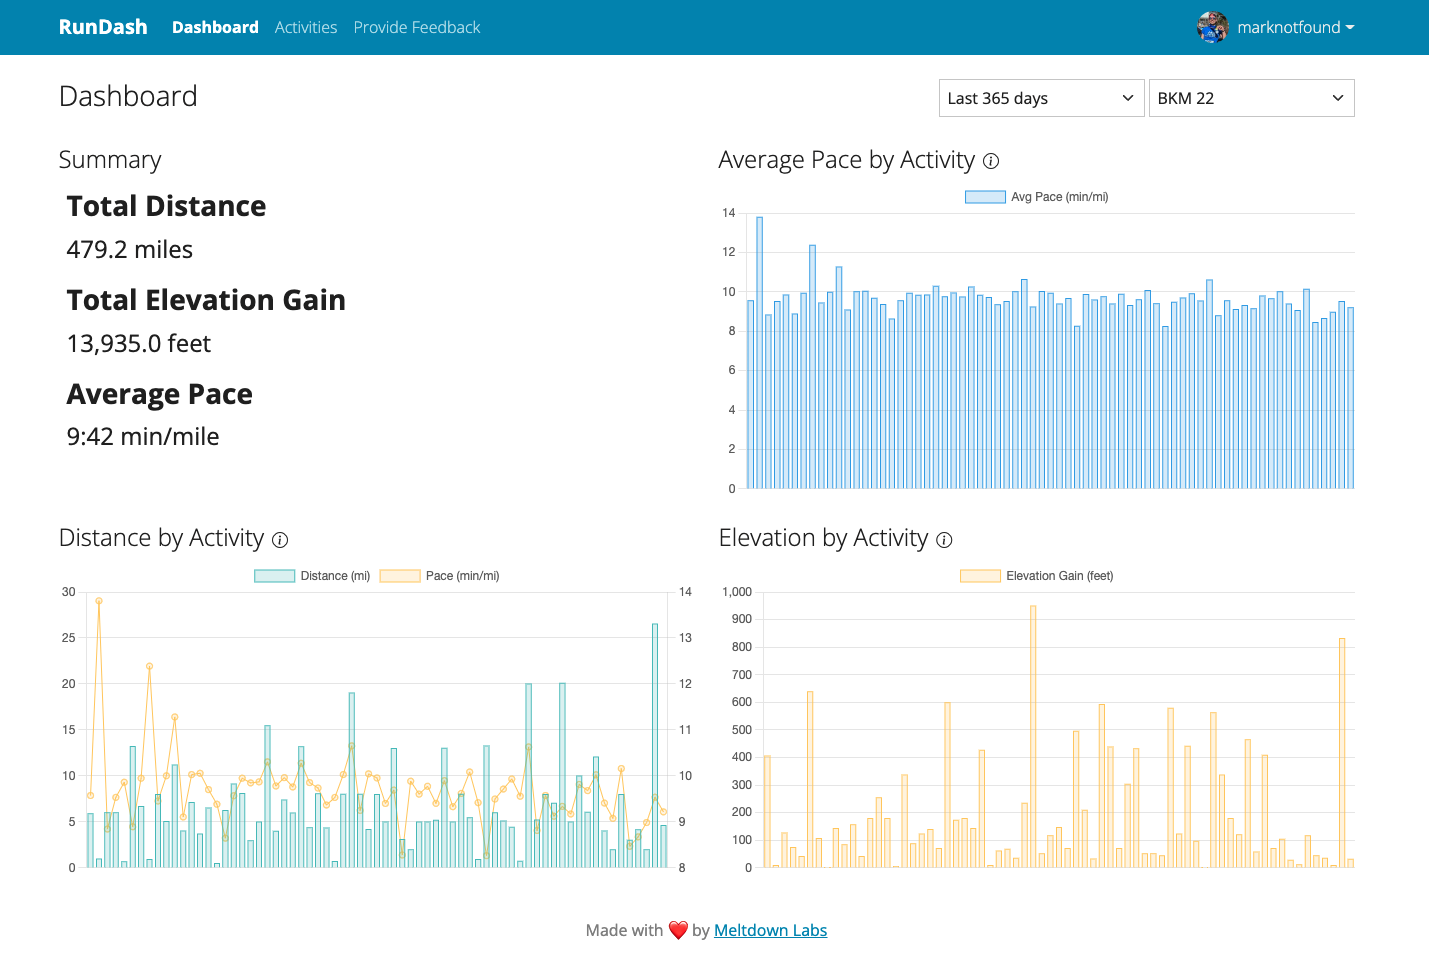 RunDash Dashboard Activities Provide Feedback marknotfound
Dashboard
Last 365 days
BKM 22
Summary
Total Distance
479.2 miles
Total Elevation Gain
13,935.0 feet
Average Pace
9:42 min/mile
Average Pace by Activity
Avg Pace (min/mi)
14
12
10
8
6
4
2
0
Distance by Activity
Distance (mi) Pace (min/mi)
30 14
25 13
20 12
15 11
10 10
5 9
0 8
Elevation by Activity
Elevation Gain (feet)
1,000
900
800
700
600
500
400
300
200
100
0
Made with ❤️ by Meltdown Labs